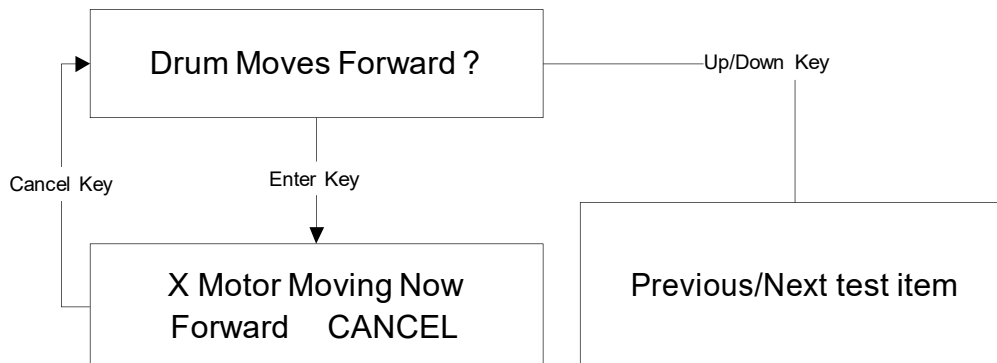 Drum Moves Forward ?
Up/Down Key
Cancel Key
Enter Key
X Motor Moving Now
Forward CANCEL
Previous/Next test item